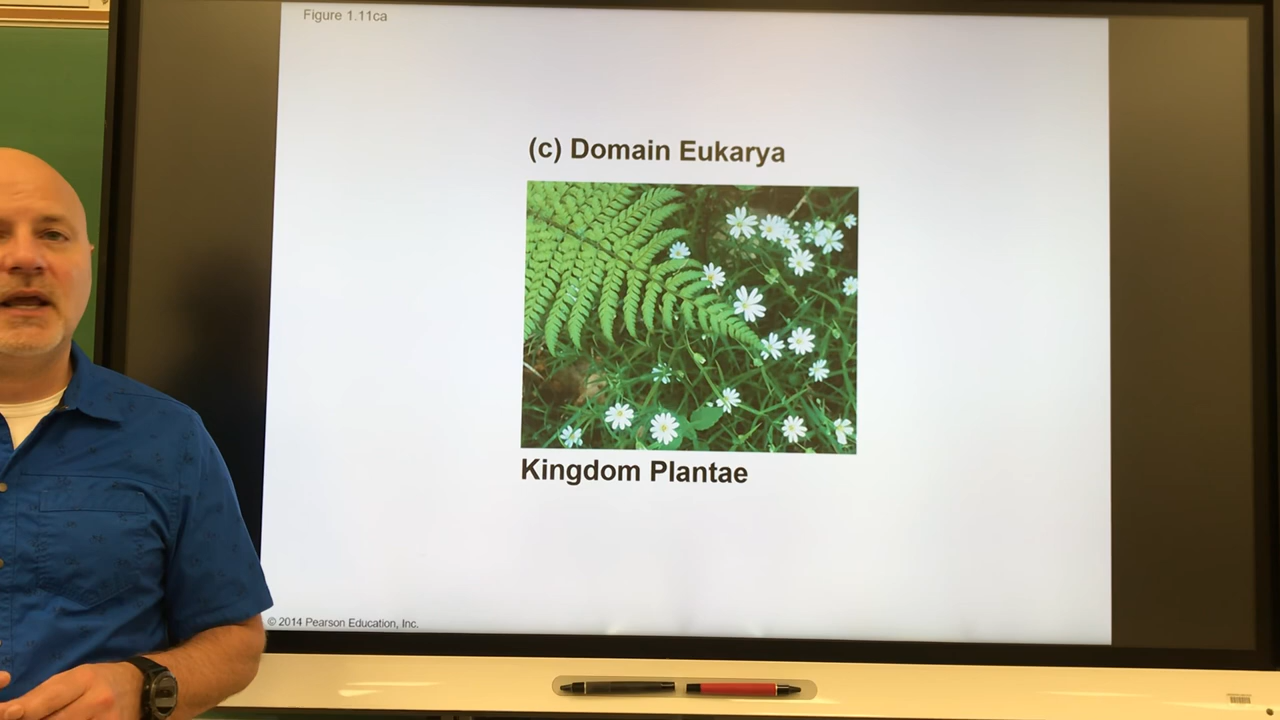 Figure 1.11ca
(c) Domain Eukarya
Kingdom Plantae
© 2014 Pearson Education, Inc.